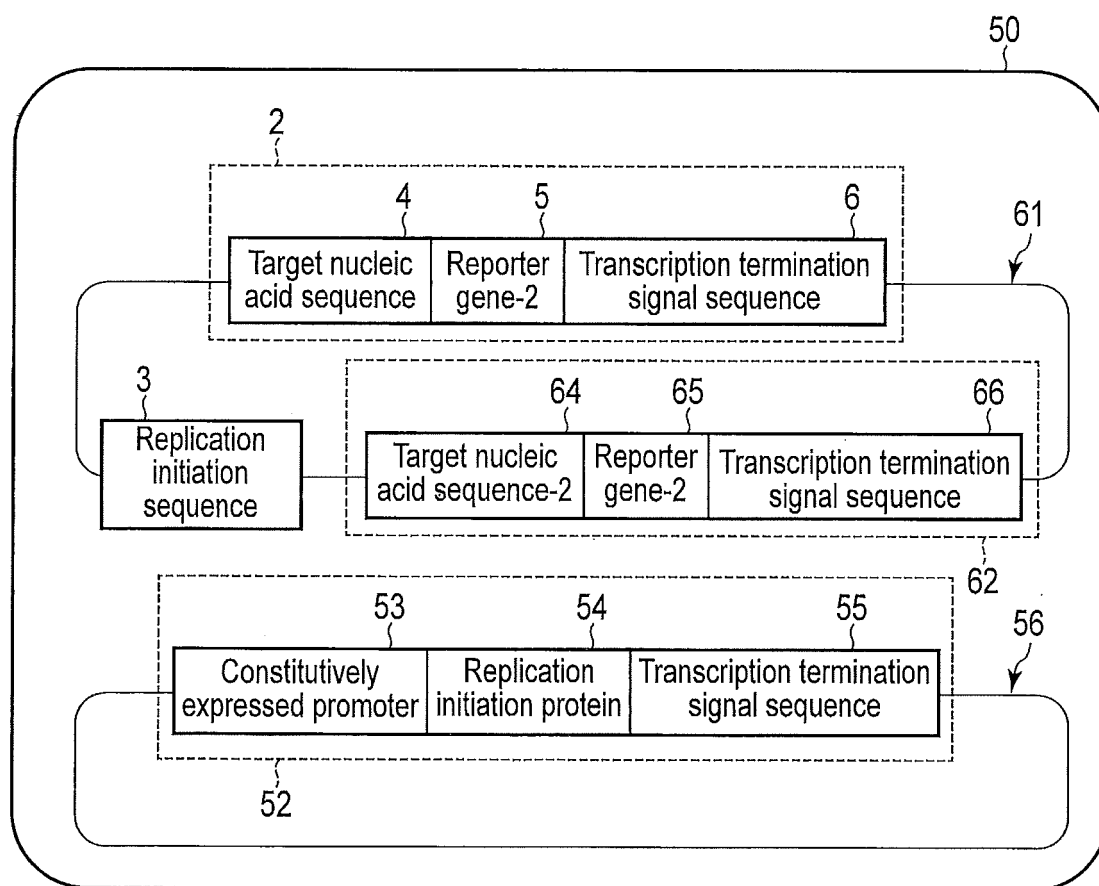 50
2
4
5
6
61
Target nucleic
acid sequence
Reporter
gene-2
Transcription termination
signal sequence
3
64
65
66
Replication
initiation
sequence
Target nucleic
acid sequence-2
Reporter
gene-2
Transcription termination
signal sequence
62
53
54
55
56
Constitutively
expressed promoter
Replication
initiation protein
Transcription termination
signal sequence
52